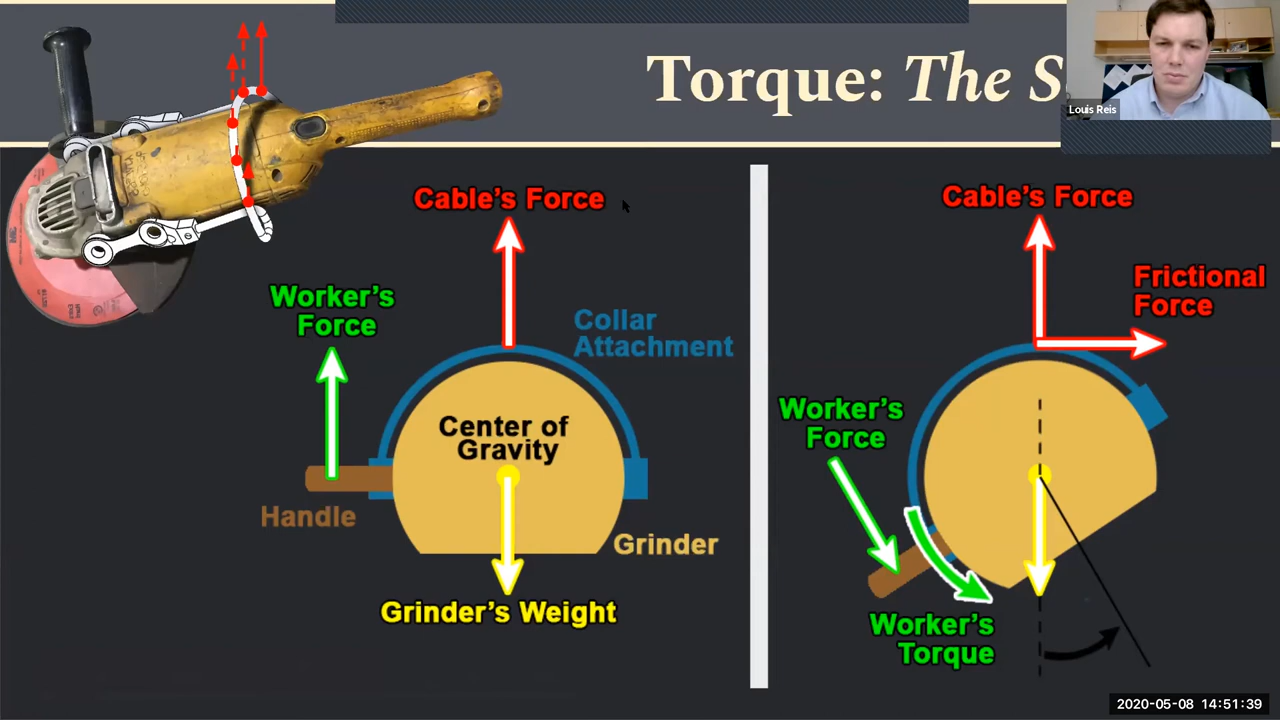 Torque: The S
Louis Reis
Cable's Force
Worker's
Force
Collar
Attachment
Center of
Gravity
Handle
Grinder
Grinder's Weight
Cable's Force
Frictional
Force
Worker's
Force
Worker's
Torque
2020-05-08 14:51:39